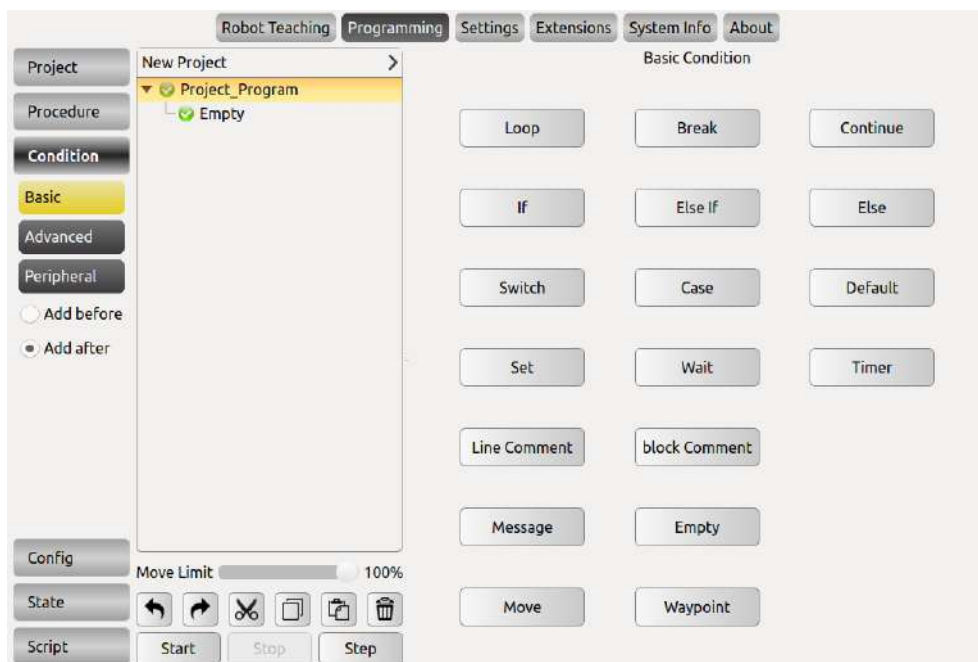 Robot Teaching Programming Settings Extensions System Info About
Project
Procedure
Condition
Basic
Advanced
Peripheral
Add before
Add after
Config
State
Script
New Project >
Project_Program
Empty
Move Limit 100%
Start Stop Step
Basic Condition
Loop Break Continue
If Else If Else
Switch Case Default
Set Wait Timer
Line Comment block Comment
Message Empty
Move Waypoint